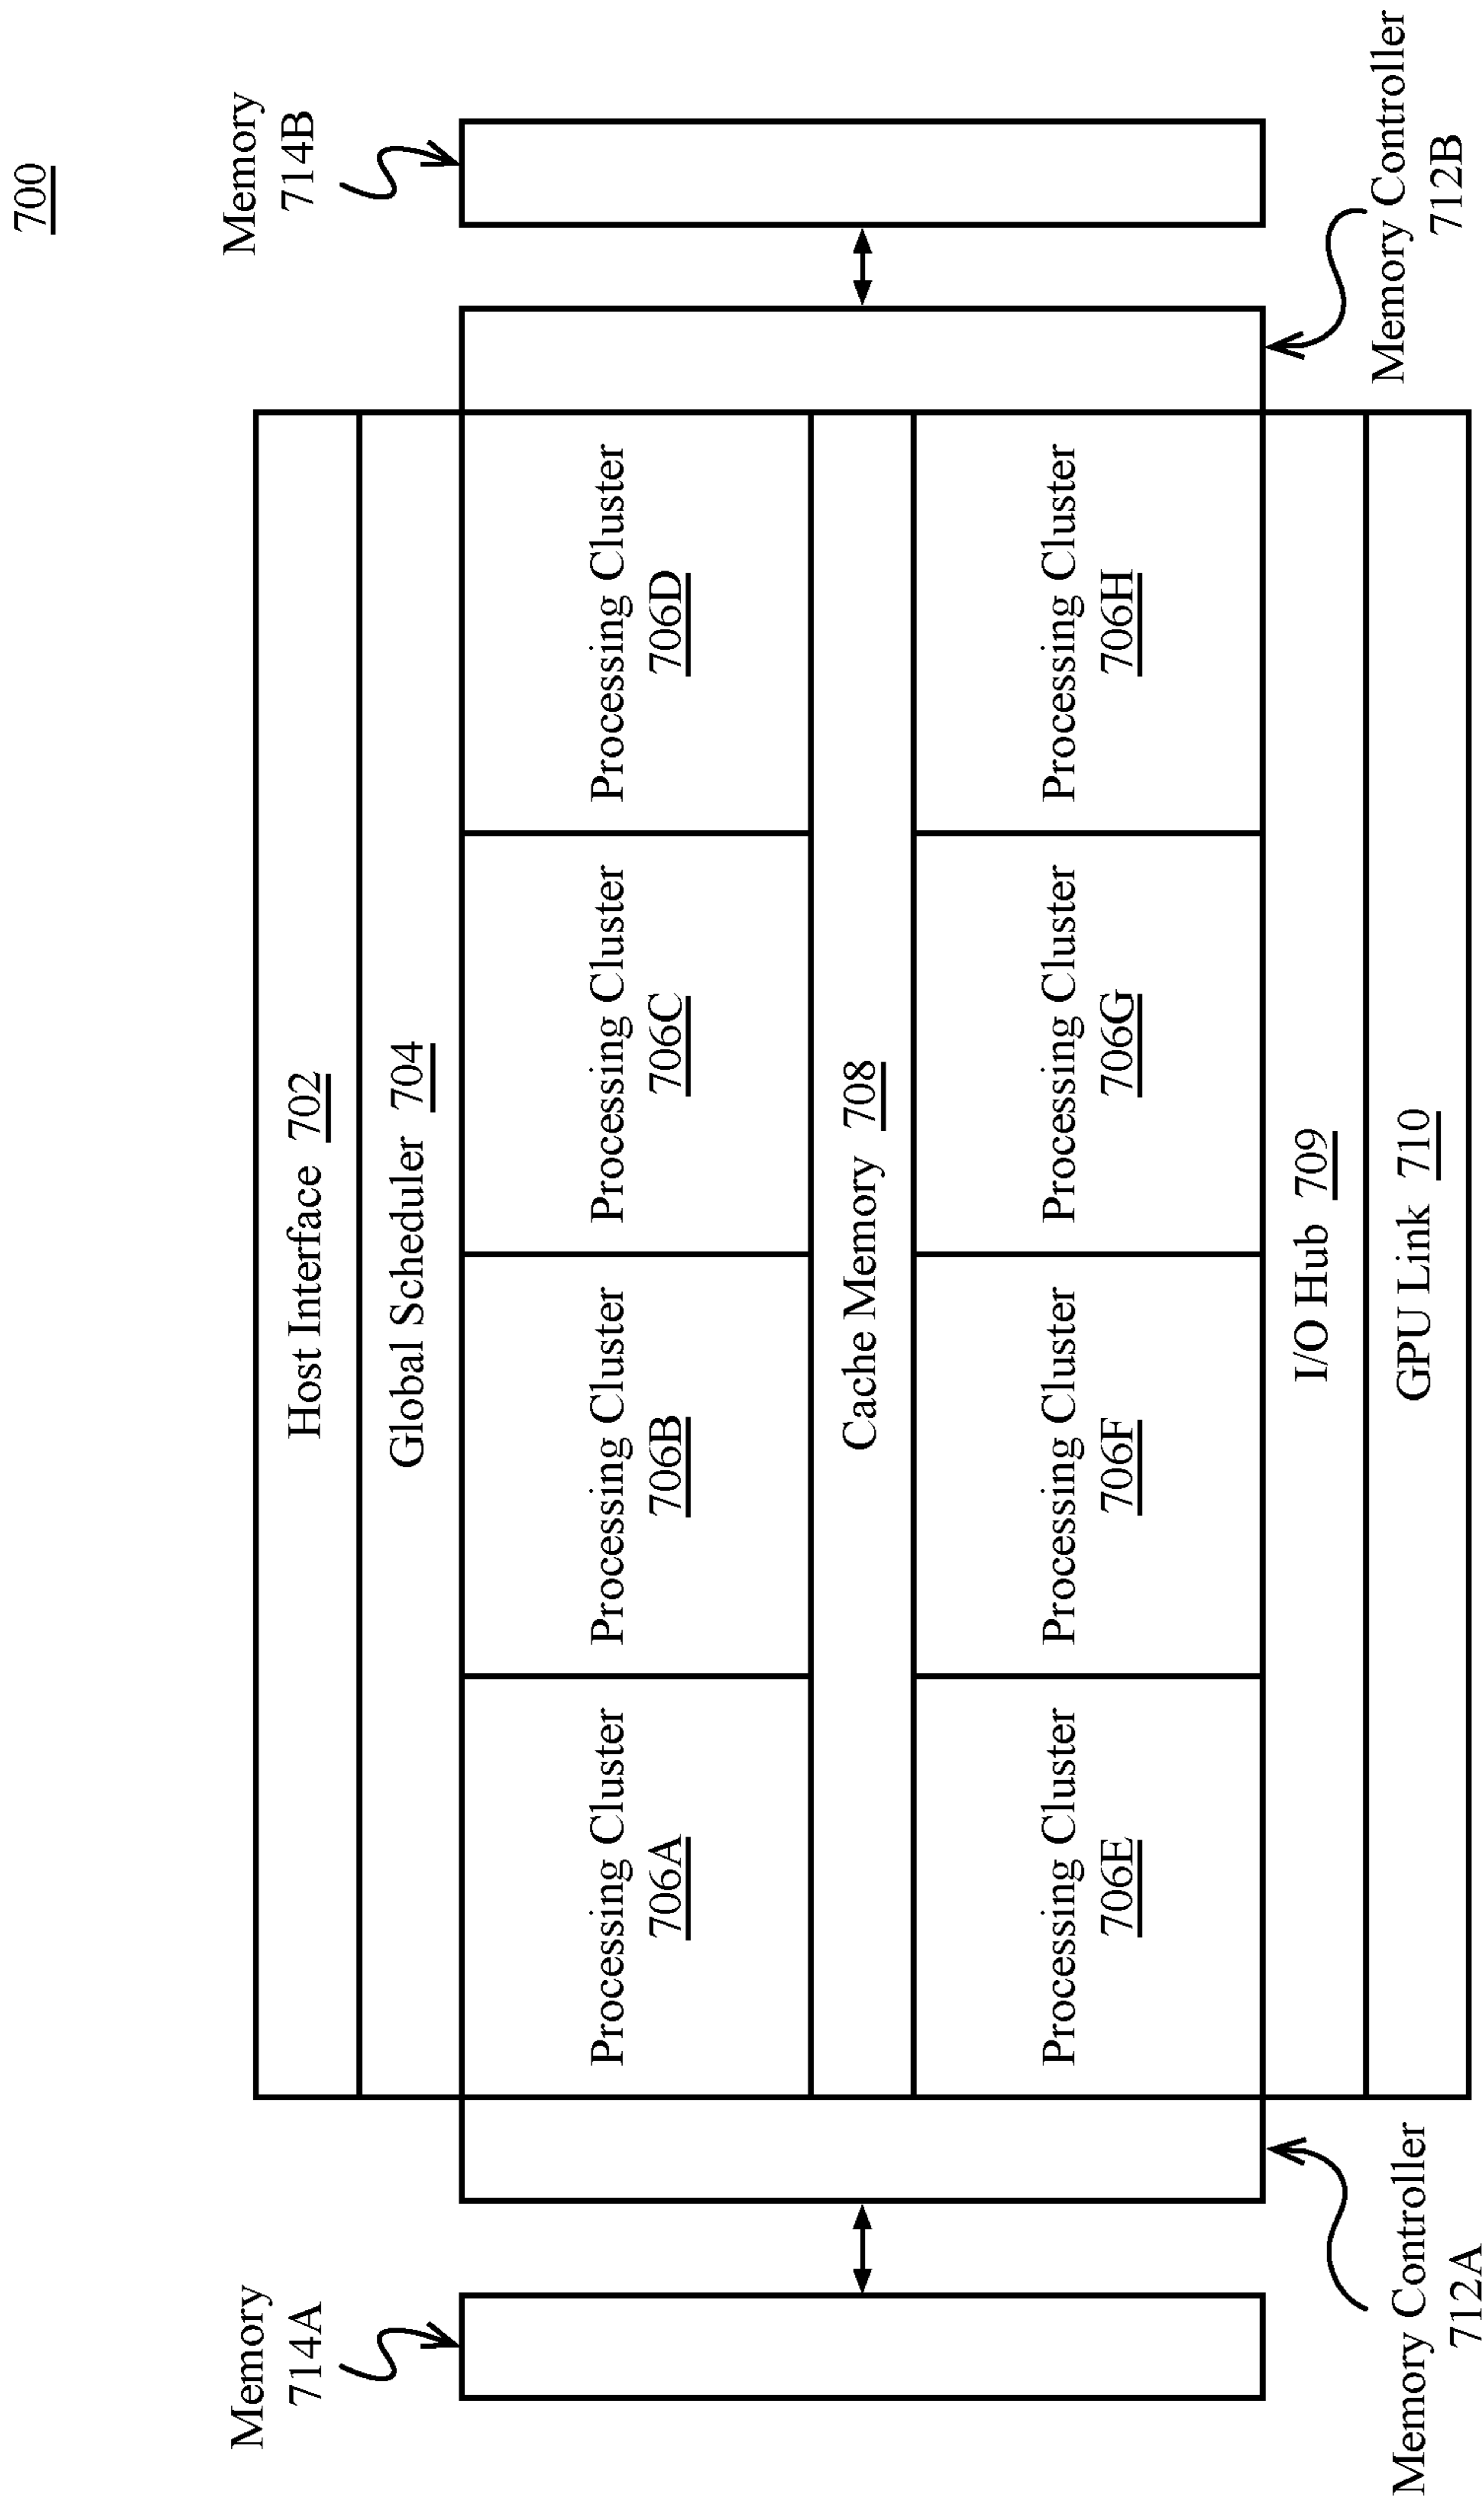 700
Host Interface 702
Global Scheduler 704
Processing Cluster
706A
Processing Cluster
706B
Processing Cluster
706C
Processing Cluster
706D
Cache Memory 708
Processing Cluster
706E
Processing Cluster
706F
Processing Cluster
706G
Processing Cluster
706H
I/O Hub 709
GPU Link 710
Memory
714A
Memory
714B
Memory Controller
712A
Memory Controller
712B